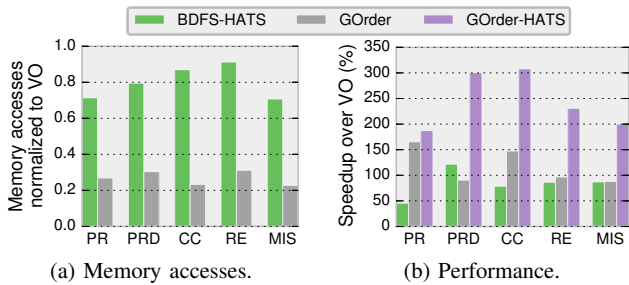 BDFS-HATS GOrder GOrder-HATS
Memory accesses
normalized to VO
1.0
0.8
0.6
0.4
0.2
0.0
PR PRD CC RE MIS
(a) Memory accesses.
Speedup over VO (%)
350
300
250
200
150
100
50
0
PR PRD CC RE MIS
(b) Performance.